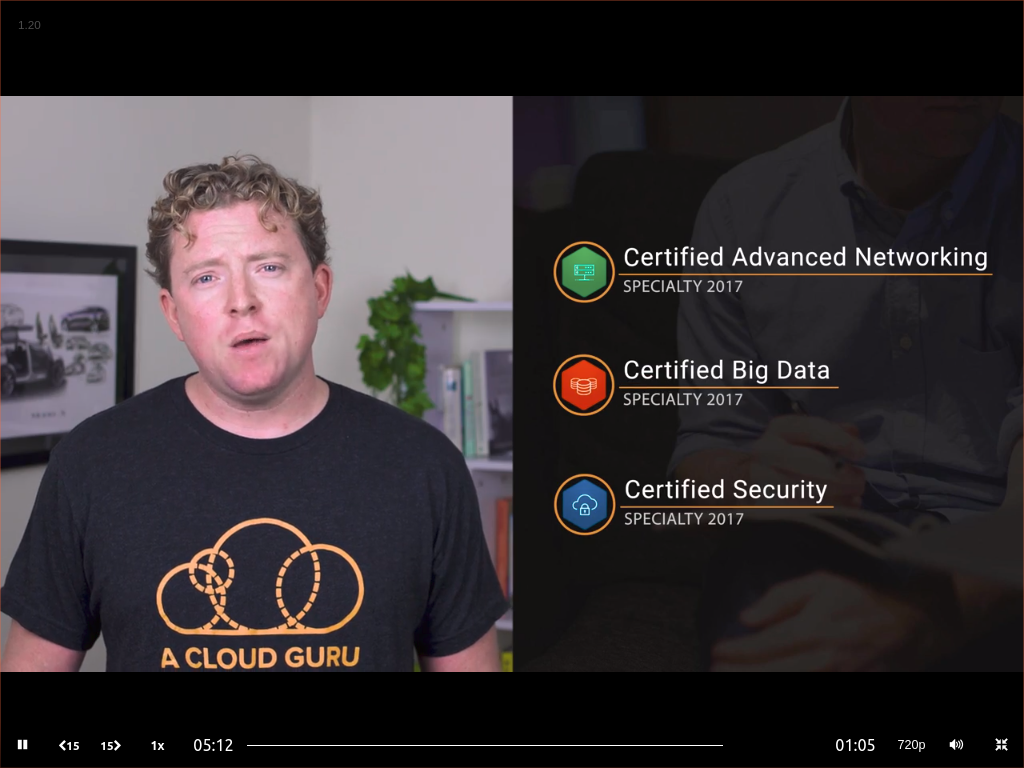 1.20
Certified Advanced Networking
SPECIALTY 2017
Certified Big Data
SPECIALTY 2017
Certified Security
SPECIALTY 2017
A CLOUD GURU
15 15 1x 05:12 01:05 720p